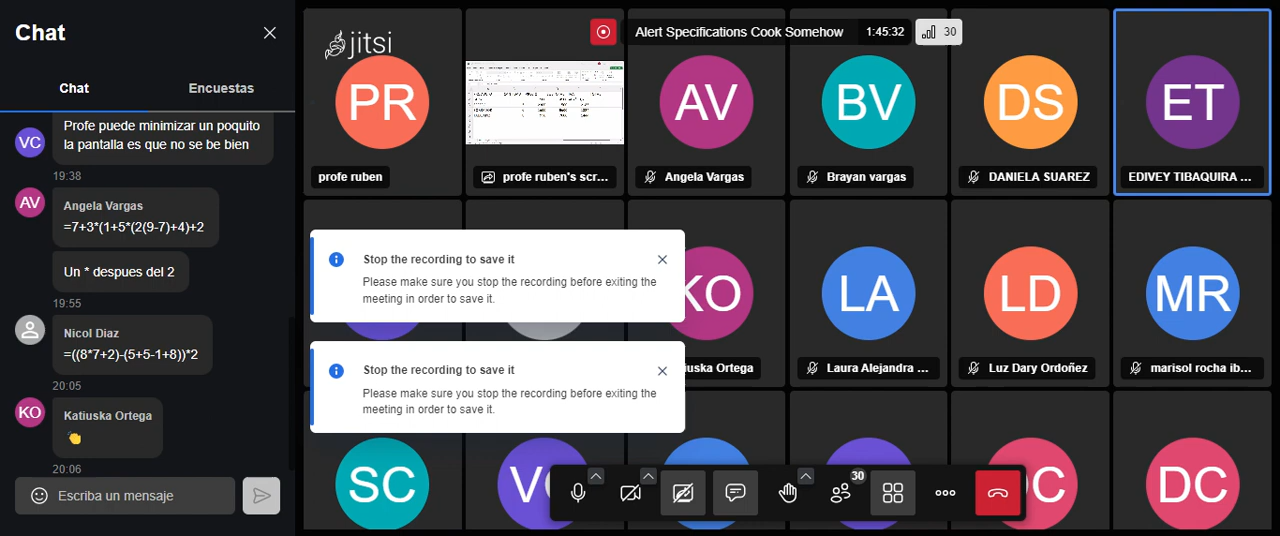 Chat
Chat
Encuestas
VC
Profe puede minimizar un poquito
la pantalla es que no se be bien
19:38
AV
Angela Vargas
=7+3*(1+5*(2(9-7)+4)+2
Un * despues del 2
19:55
Nicol Diaz
=((8*7+2)-(5+5-1+8))*2
20:05
KO
Katiuska Ortega
20:06
Escriba un mensaje
jitsi
Alert Specifications Cook Somehow
1:45:32
30
PR
profe ruben
profe ruben's scr...
AV
Angela Vargas
BV
Brayan vargas
DS
DANIELA SUAREZ
ET
EDIVEY TIBAQUIRA ...
Stop the recording to save it
Please make sure you stop the recording before exiting the
meeting in order to save it.
Stop the recording to save it
Please make sure you stop the recording before exiting the
meeting in order to save it.
KO
iuska Ortega
LA
Laura Alejandra ...
LD
Luz Dary Ordoñez
MR
marisol rocha ib...
SC
DC
30